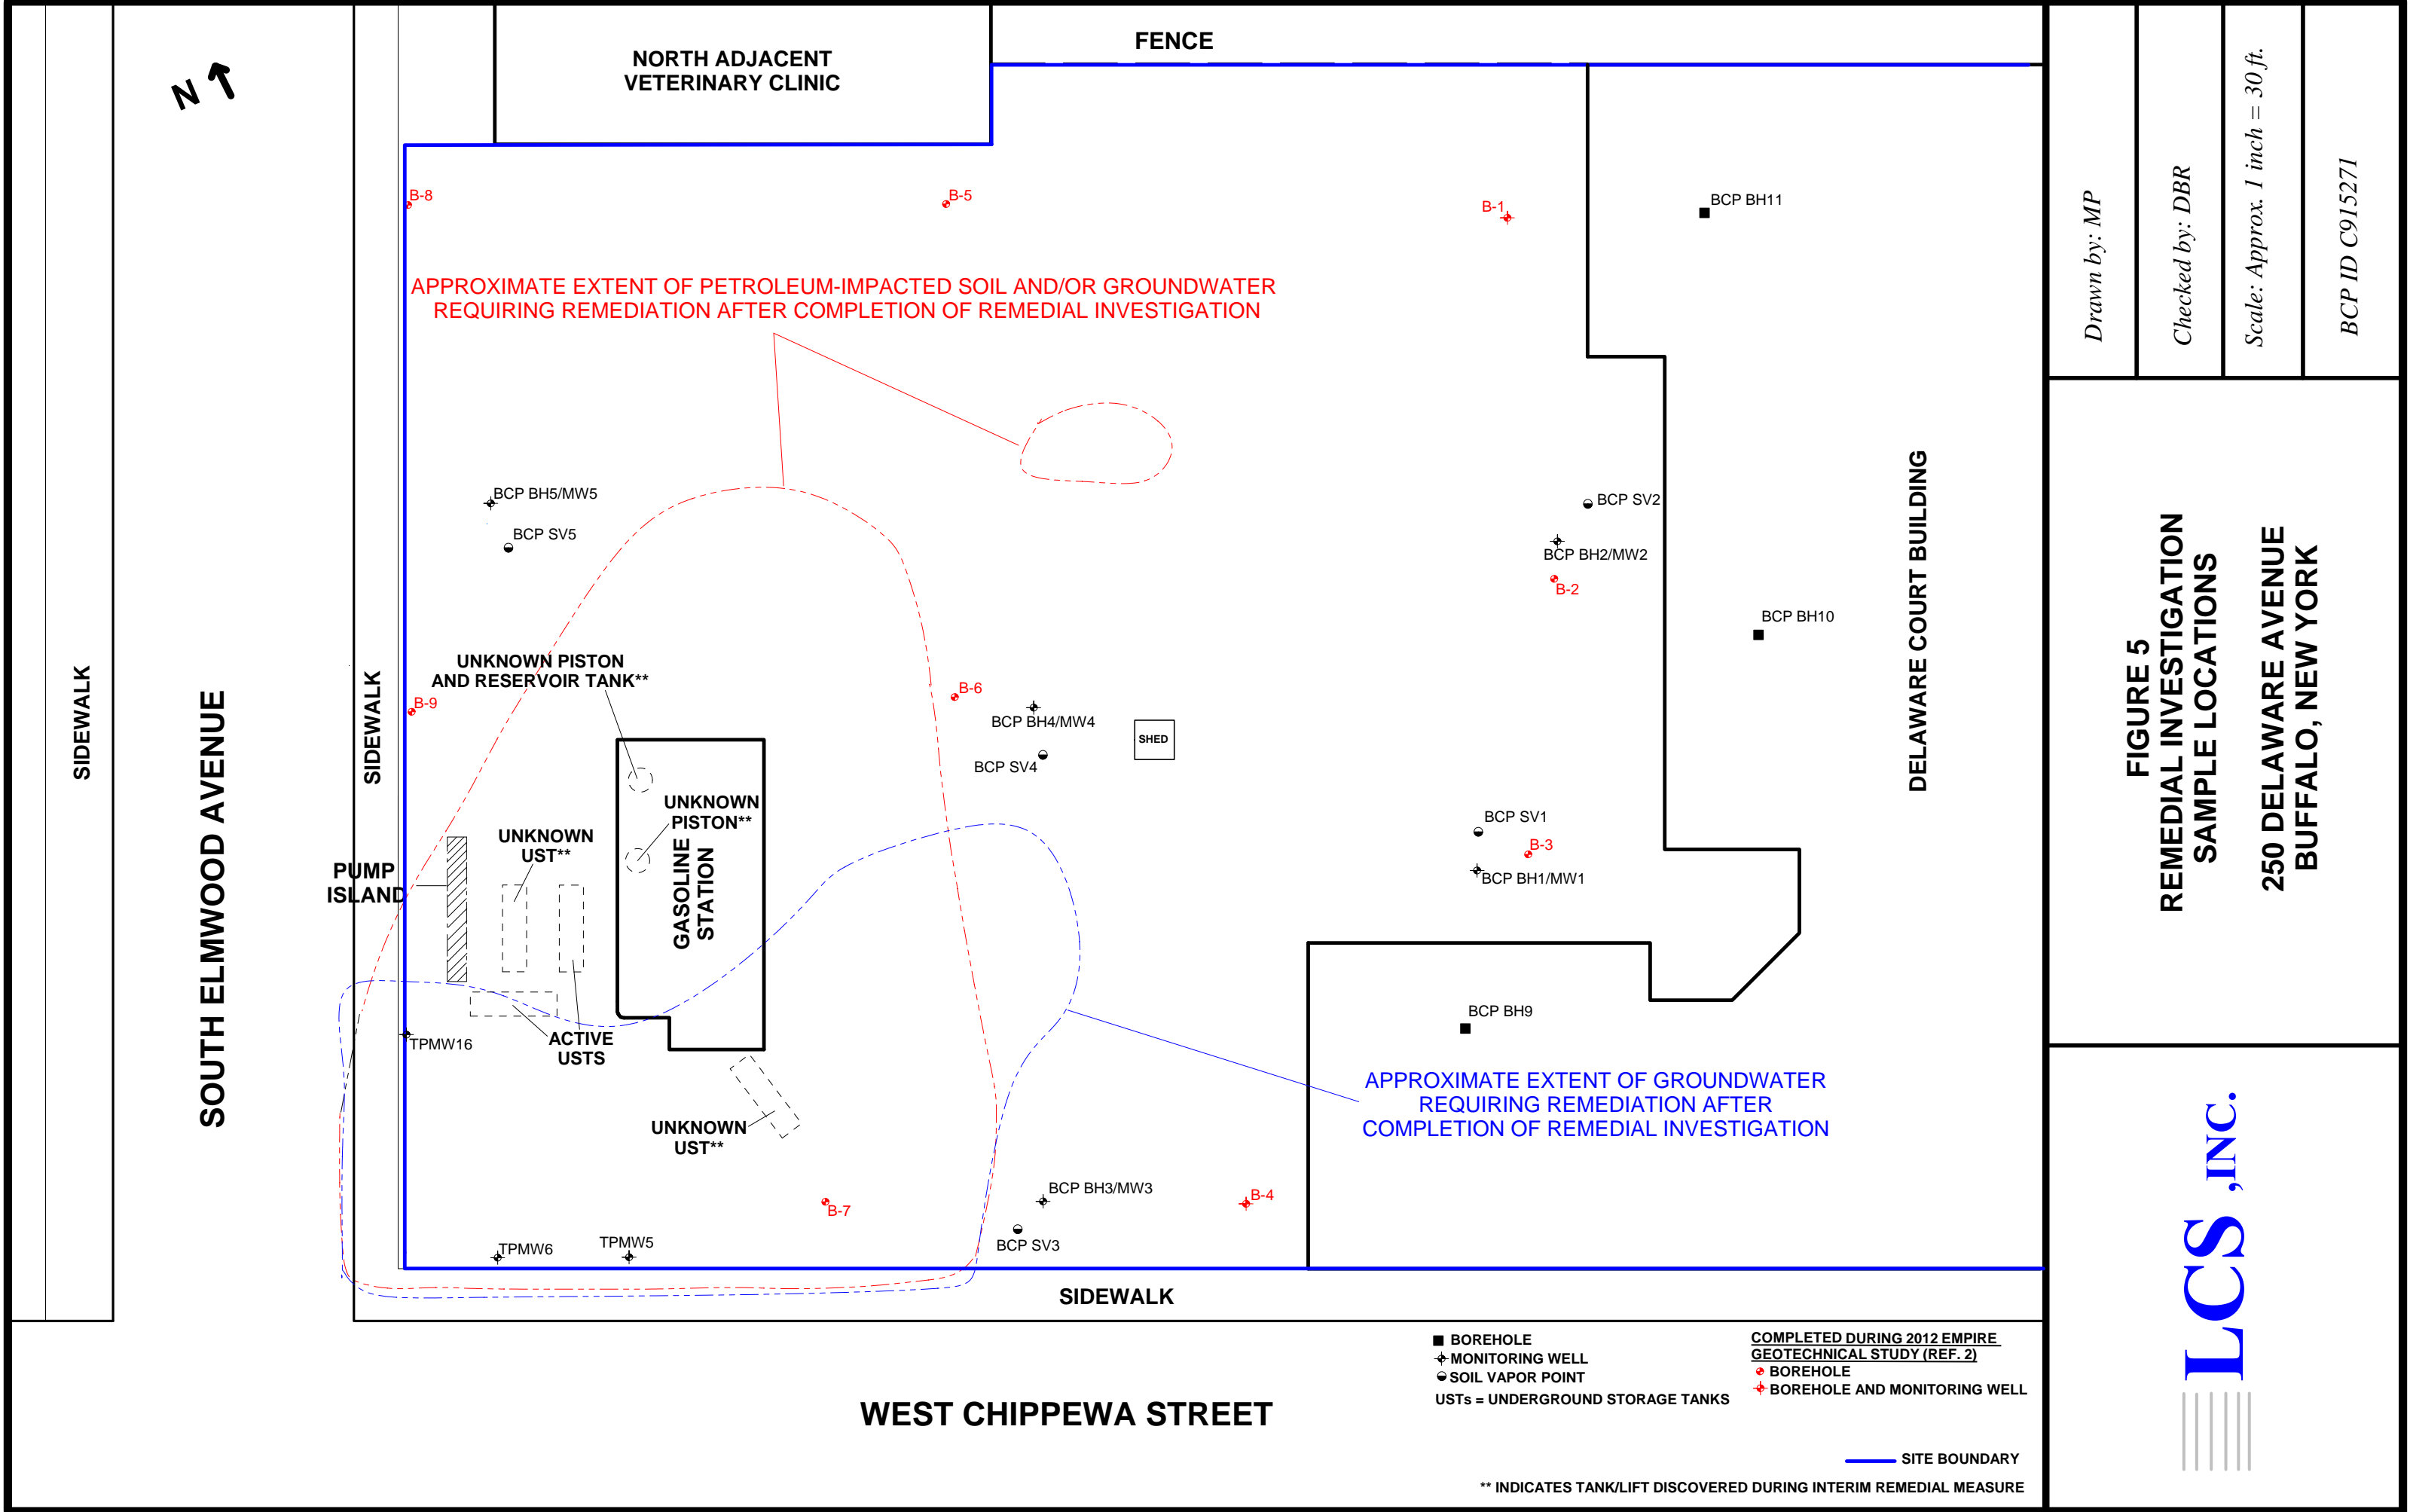 FENCE
NORTH ADJACENT
VETERINARY CLINIC
N
B-8
B-5
B-1
BCP BH11
APPROXIMATE EXTENT OF PETROLEUM-IMPACTED SOIL AND/OR GROUNDWATER
REQUIRING REMEDIATION AFTER COMPLETION OF REMEDIAL INVESTIGATION
BCP BH5/MW5
BCP SV5
BCP SV2
BCP BH2/MW2
B-2
BCP BH10
DELAWARE COURT BUILDING
SIDEWALK
SOUTH ELMWOOD AVENUE
SIDEWALK
UNKNOWN PISTON
AND RESERVOIR TANK**
B-9
B-6
BCP BH4/MW4
BCP SV4
SHED
UNKNOWN
PISTON**
UNKNOWN
UST**
GASOLINE
STATION
PUMP
ISLAND
BCP SV1
B-3
BCP BH1/MW1
BCP BH9
TPMW16
ACTIVE
USTS
UNKNOWN
UST**
APPROXIMATE EXTENT OF GROUNDWATER
REQUIRING REMEDIATION AFTER
COMPLETION OF REMEDIAL INVESTIGATION
B-7
BCP BH3/MW3
B-4
BCP SV3
TPMW6
TPMW5
SIDEWALK
WEST CHIPPEWA STREET
BOREHOLE
MONITORING WELL
SOIL VAPOR POINT
USTs = UNDERGROUND STORAGE TANKS
COMPLETED DURING 2012 EMPIRE
GEOTECHNICAL STUDY (REF. 2)
BOREHOLE
BOREHOLE AND MONITORING WELL
SITE BOUNDARY
** INDICATES TANK/LIFT DISCOVERED DURING INTERIM REMEDIAL MEASURE
Drawn by: MP
Checked by: DBR
Scale: Approx. 1 inch = 30 ft.
BCP ID C915271
FIGURE 5
REMEDIAL INVESTIGATION
SAMPLE LOCATIONS
250 DELAWARE AVENUE
BUFFALO, NEW YORK
LCS ,INC.